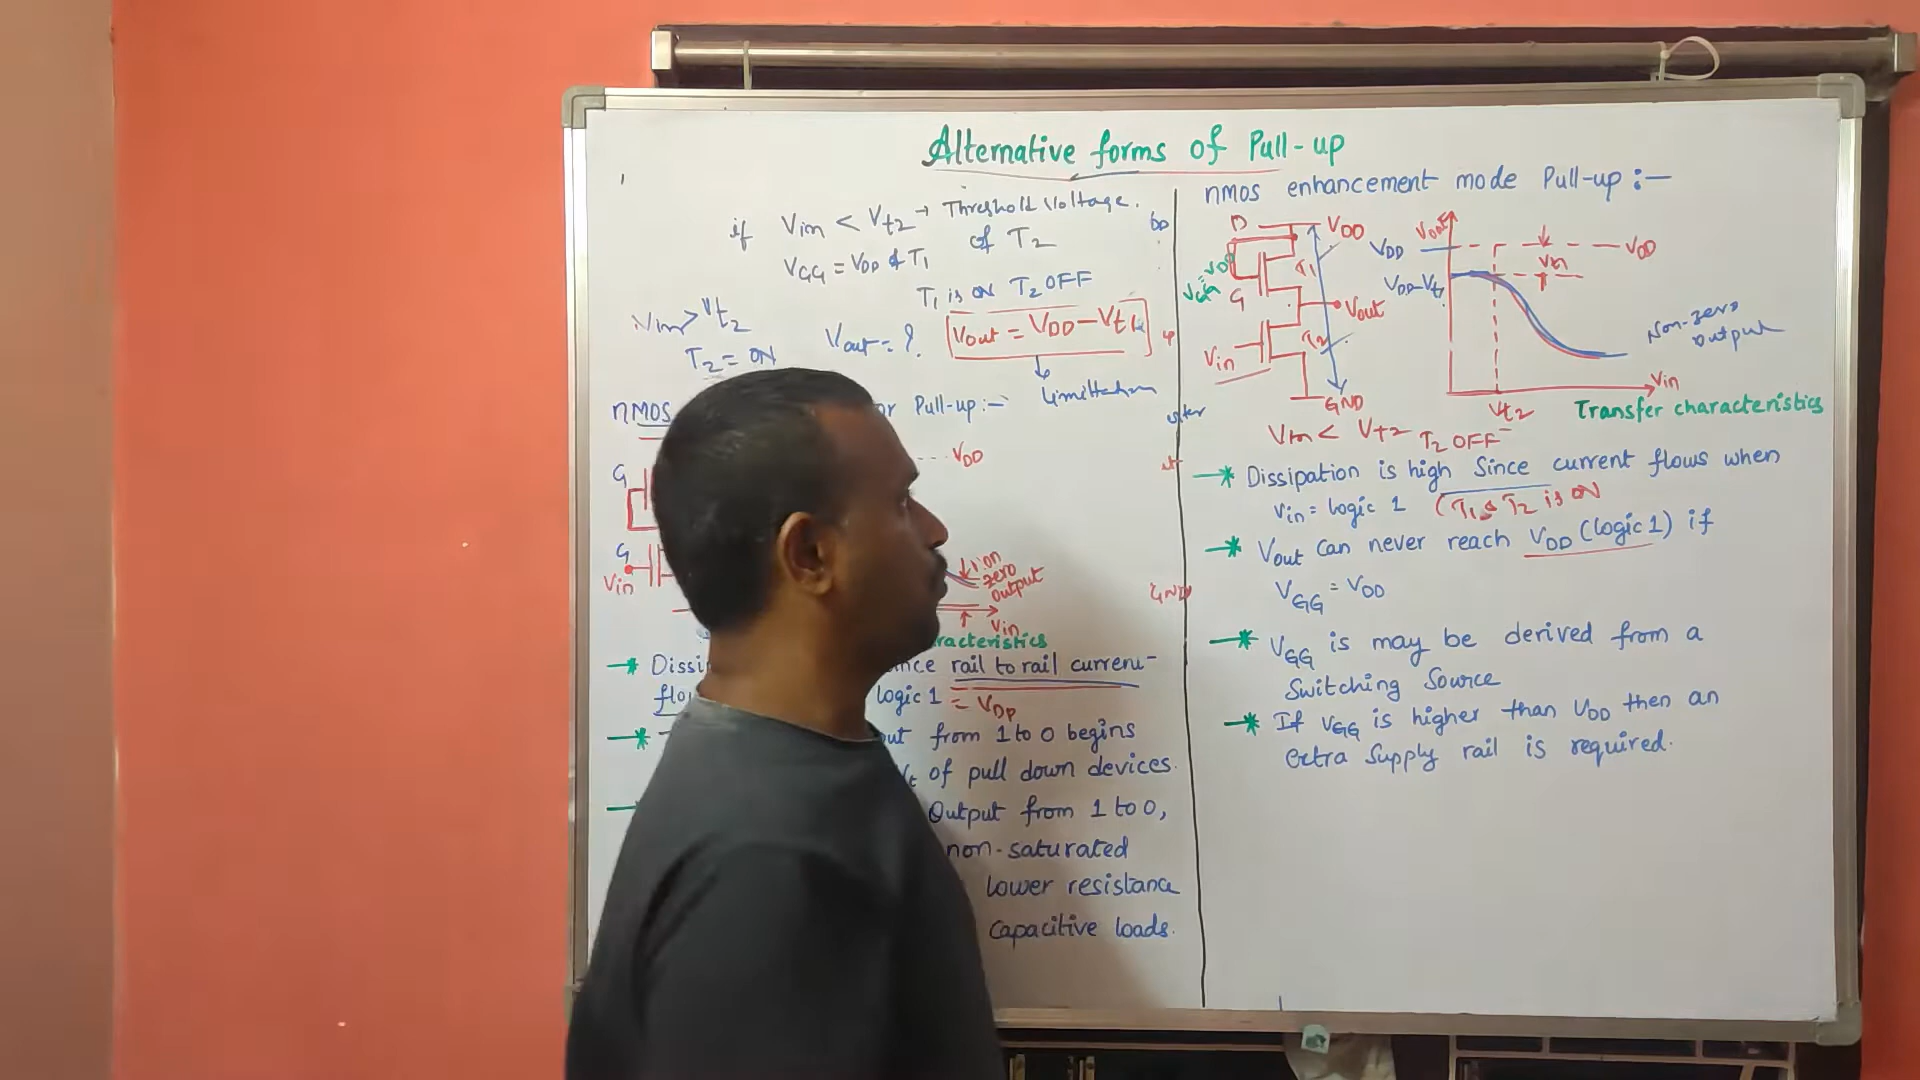 Alternative forms of Pull-up
if Vin < Vt2 → Threshold Voltage.
of T2
VGG = VDD & T1
T1 is ON T2 OFF
Vin > Vt2
T2 = ON
Vout = ?
Vout = VDD - Vt1
nMOS
Pull-up :-
VDD
G
G
Vin
non
zero
output
Vin
racteristics
Dissi
ince rail to rail current
flow
logic 1 = VDD
out from 1 to 0 begins
Vt of pull down devices.
Output from 1 to 0,
non-saturated
lower resistance
capacitive loads.
GND
nMOS enhancement mode Pull-up :-
D
VDD
T1
G
Vout
Vin
T2
GND
Vout
VDD
VDD
VDD-Vt1
Vt1
Non-zero
output
Vin
Vt2
Transfer characteristics
Vin < Vt2 T2 OFF
Dissipation is high Since current flows when
Vin = logic 1 (T1 & T2 is ON
Vout can never reach VDD (logic 1) if
VGG = VDD
VGG is may be derived from a
Switching Source
If VGG is higher than VDD then an
extra Supply rail is required.